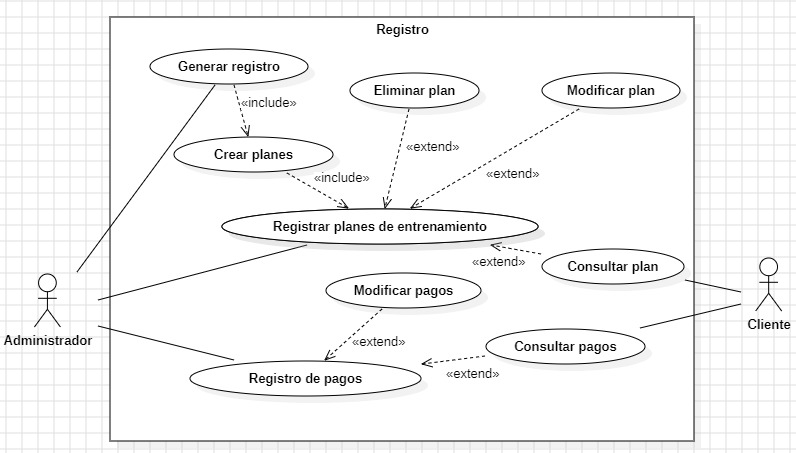 Registro
Generar registro
«include»
Eliminar plan
Modificar plan
Crear planes
«extend»
«include»
«extend»
Registrar planes de entrenamiento
«extend»
Consultar plan
Modificar pagos
Administrador
Cliente
«extend»
Consultar pagos
Registro de pagos
«extend»